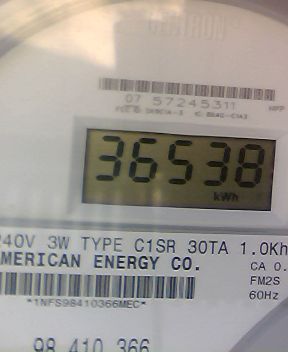 CENTRON
07 57245311
36538
kWh
240V 3W TYPE C1SR 30TA 1.0Kh
AMERICAN ENERGY CO.
CA 0.
FM2S
60Hz
*1NFS98410366MEC*
98 410 366